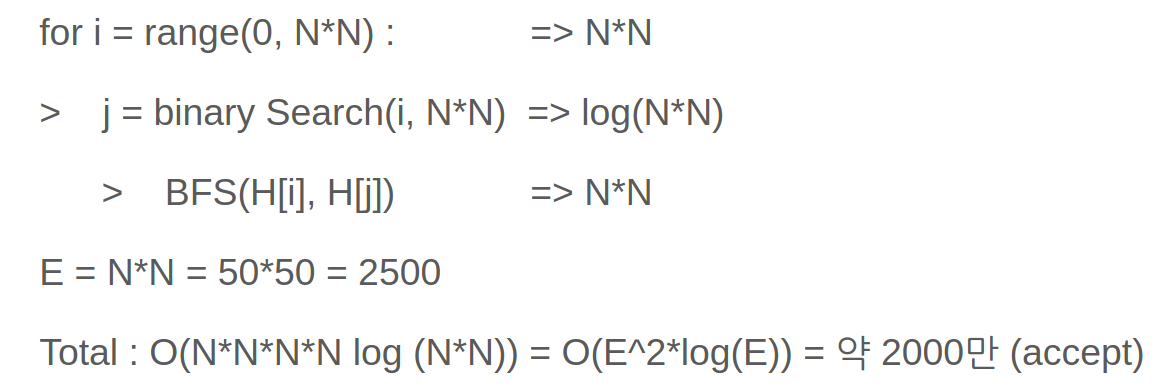 for i = range(0, N*N) : => N*N
> j = binary Search(i, N*N) => log(N*N)
> BFS(H[i], H[j]) => N*N
E = N*N = 50*50 = 2500
Total : O(N*N*N*N log (N*N)) = O(E^2*log(E)) = 약 2000만 (accept)